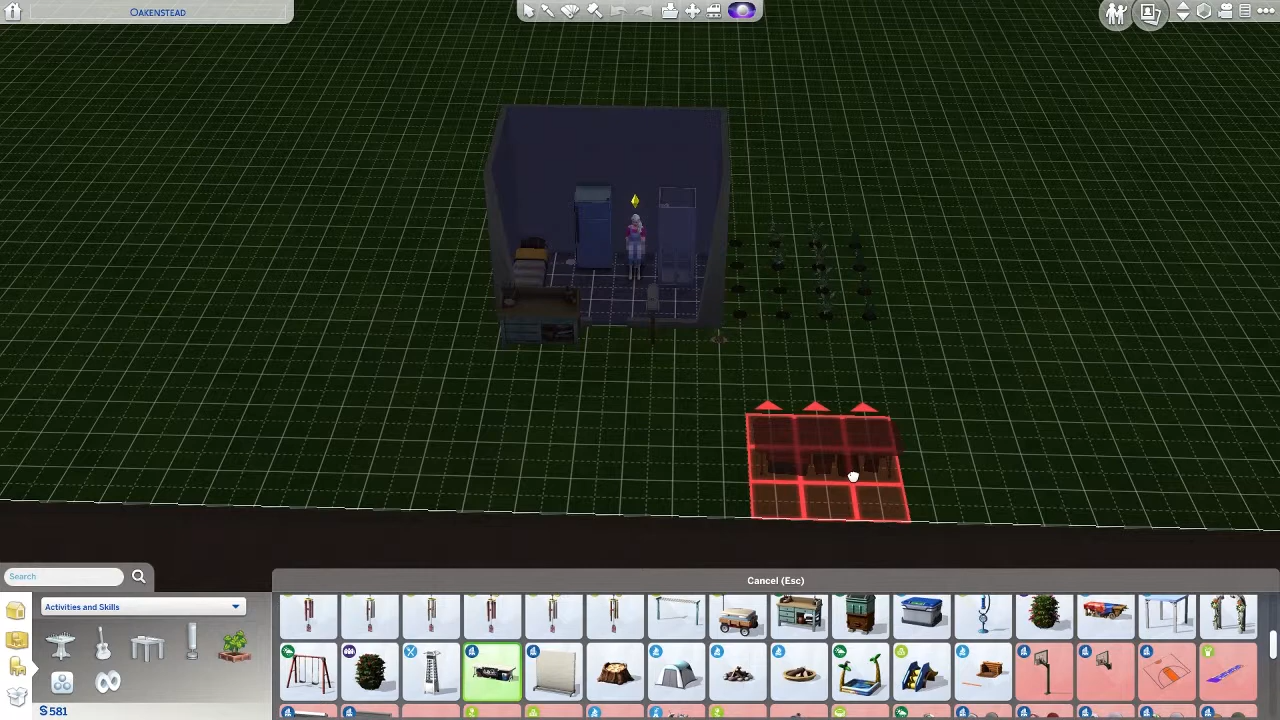 OAKENSTEAD
Cancel (Esc)
Search
Activities and Skills
§581